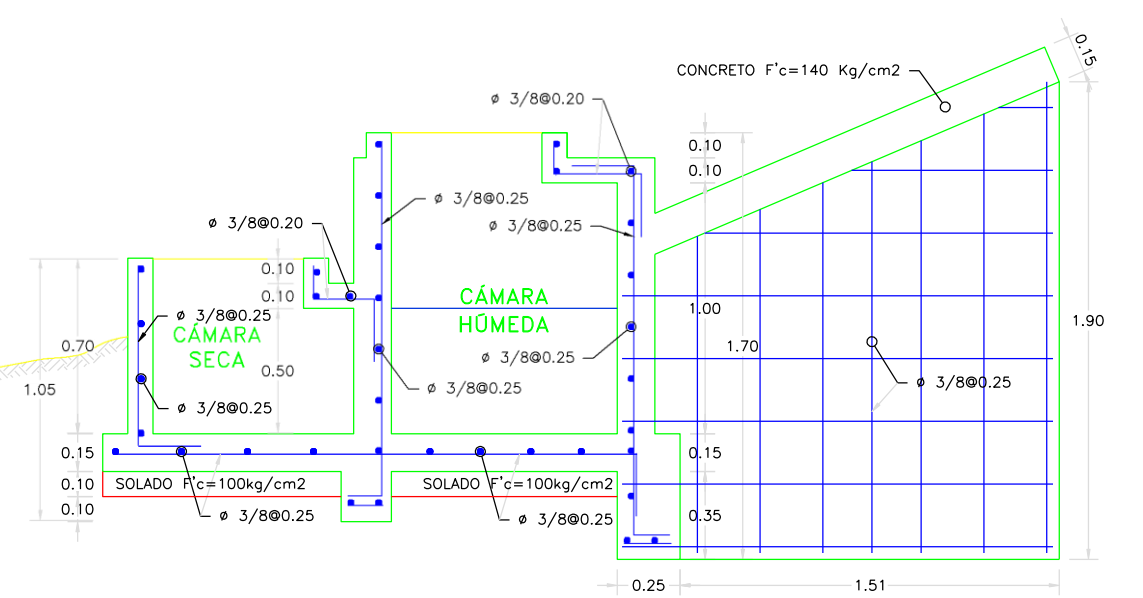 0.15
CONCRETO F'c=140 Kg/cm2
ø 3/8@0.20
0.10
0.10
ø 3/8@0.25
ø 3/8@0.20
ø 3/8@0.25
0.10
0.10
CÁMARA
HÚMEDA
1.00
ø 3/8@0.25
CÁMARA
SECA
1.90
0.70
1.70
ø 3/8@0.25
0.50
ø 3/8@0.25
ø 3/8@0.25
1.05
ø 3/8@0.25
0.15
0.15
0.10
SOLADO F'c=100kg/cm2
SOLADO F'c=100kg/cm2
0.10
ø 3/8@0.25
ø 3/8@0.25
0.35
0.25
1.51